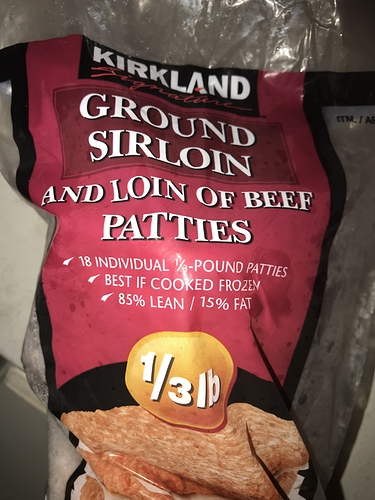 KIRKLAND
Signature
GROUND
SIRLOIN
AND LOIN OF BEEF
PATTIES
✓ 18 INDIVIDUAL ⅓-POUND PATTIES
✓ BEST IF COOKED FROZEN
✓ 85% LEAN / 15% FAT
1/3 lb
ITM. /